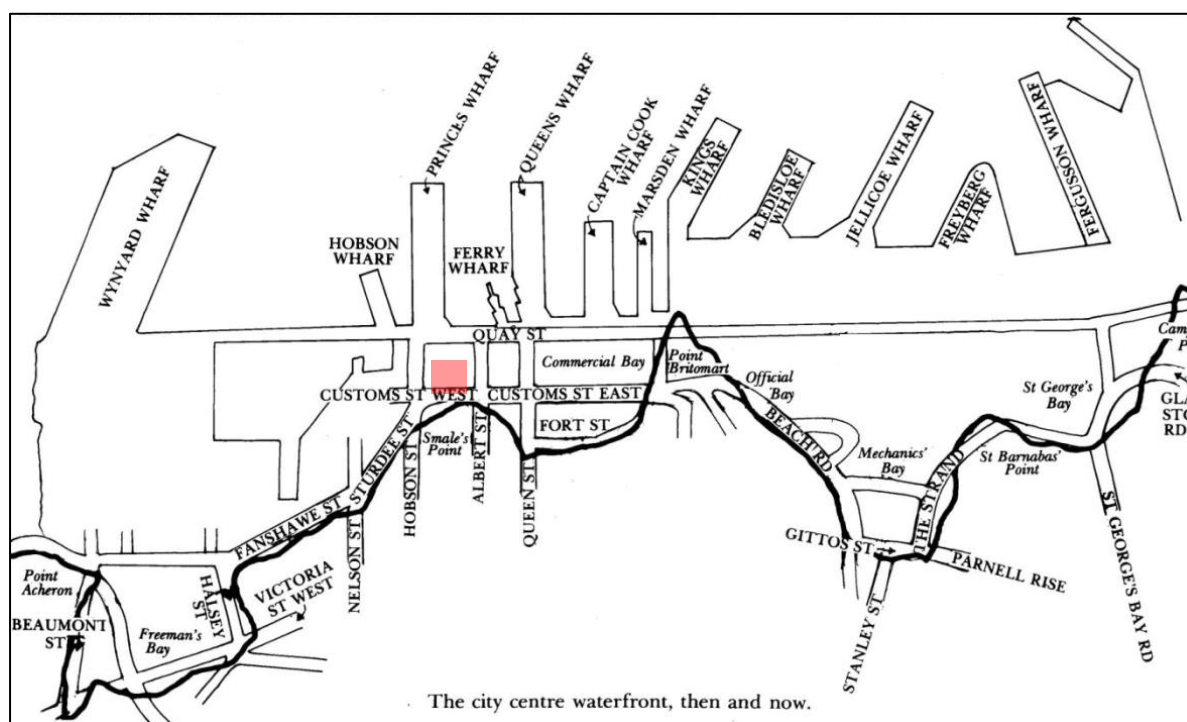 PRINCES WHARF
QUEENS WHARF
CAPTAIN COOK
WHARF
MARSDEN WHARF
KINGS
WHARF
BLEDISLOE
WHARF
JELLICOE WHARF
FREYBERG
WHARF
FERGUSSON WHARF
WYNYARD WHARF
HOBSON
WHARF
FERRY
WHARF
QUAY ST
Commercial Bay
Point
Britomart
Official
Bay
St George's
Bay
CUSTOMS ST WEST
CUSTOMS ST EAST
FORT ST
Smale's
Point
ALBERT ST
QUEEN ST
HOBSON ST
STURDEE ST
NELSON ST
FANSHAWE ST
BEACH RD
Mechanics'
Bay
THE STRAND
St Barnabas'
Point
RD
ST GEORGE'S BAY RD
GITTOS ST
PARNELL RISE
STANLEY ST
Point
Acheron
HALSEY
ST
VICTORIA
ST WEST
BEAUMONT
ST
Freeman's
Bay
The city centre waterfront, then and now.